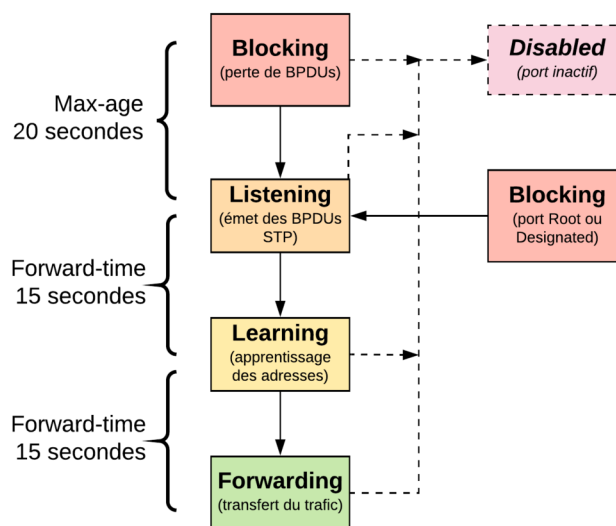 Blocking
(perte de BPDUs)
Disabled
(port inactif)
Max-age
20 secondes
Listening
(émet des BPDUs
STP)
Blocking
(port Root ou
Designated)
Forward-time
15 secondes
Learning
(apprentissage
des adresses)
Forward-time
15 secondes
Forwarding
(transfert du trafic)